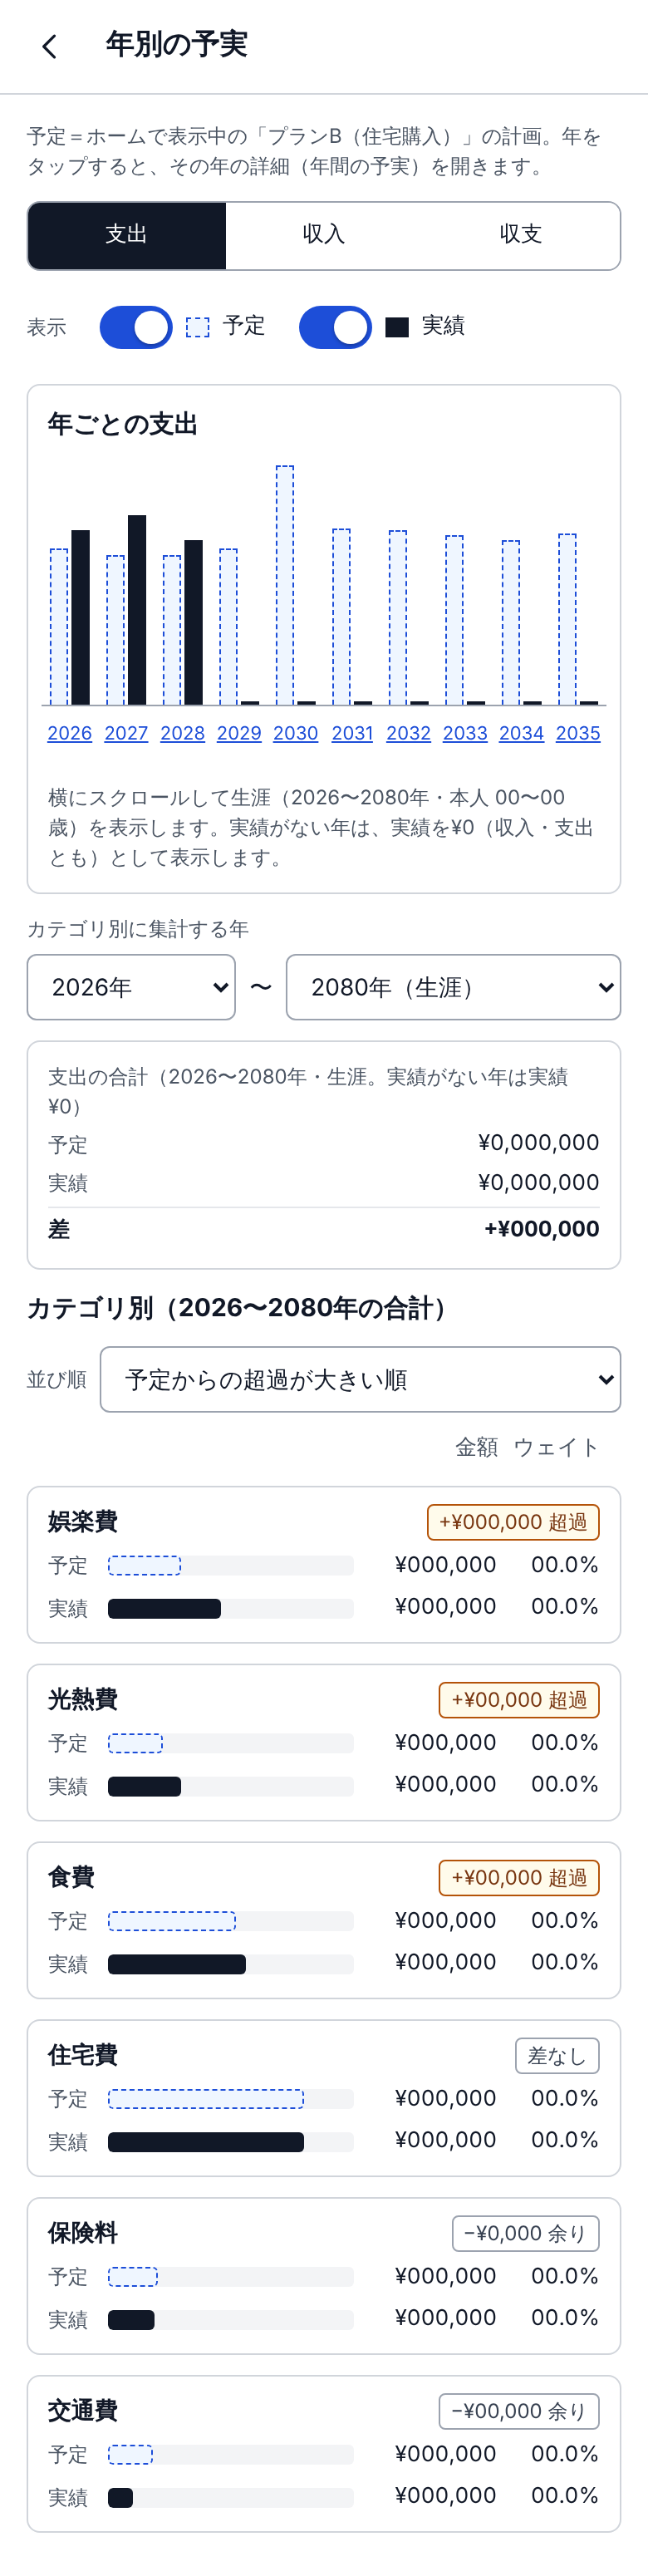 年別の予実
予定＝ホームで表示中の「プランB（住宅購入）」の計画。年を
タップすると、その年の詳細（年間の予実）を開きます。
支出 収入 収支
表示 予定 実績
年ごとの支出
2026 2027 2028 2029 2030 2031 2032 2033 2034 2035
横にスクロールして生涯（2026〜2080年・本人 00〜00
歳）を表示します。実績がない年は、実績を¥0（収入・支出
とも）として表示します。
カテゴリ別に集計する年
2026年 〜 2080年（生涯）
支出の合計（2026〜2080年・生涯。実績がない年は実績
¥0）
予定 ¥0,000,000
実績 ¥0,000,000
差 +¥000,000
カテゴリ別（2026〜2080年の合計）
並び順 予定からの超過が大きい順
金額 ウェイト
娯楽費 +¥000,000 超過
予定 ¥000,000 00.0%
実績 ¥000,000 00.0%
光熱費 +¥00,000 超過
予定 ¥000,000 00.0%
実績 ¥000,000 00.0%
食費 +¥00,000 超過
予定 ¥000,000 00.0%
実績 ¥000,000 00.0%
住宅費 差なし
予定 ¥000,000 00.0%
実績 ¥000,000 00.0%
保険料 −¥0,000 余り
予定 ¥000,000 00.0%
実績 ¥000,000 00.0%
交通費 −¥00,000 余り
予定 ¥000,000 00.0%
実績 ¥000,000 00.0%